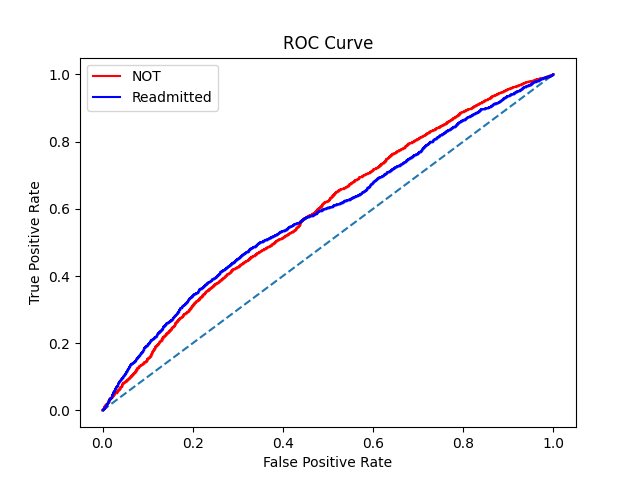 ROC Curve
NOT
Readmitted
True Positive Rate
1.0
0.8
0.6
0.4
0.2
0.0
0.0 0.2 0.4 0.6 0.8 1.0
False Positive Rate